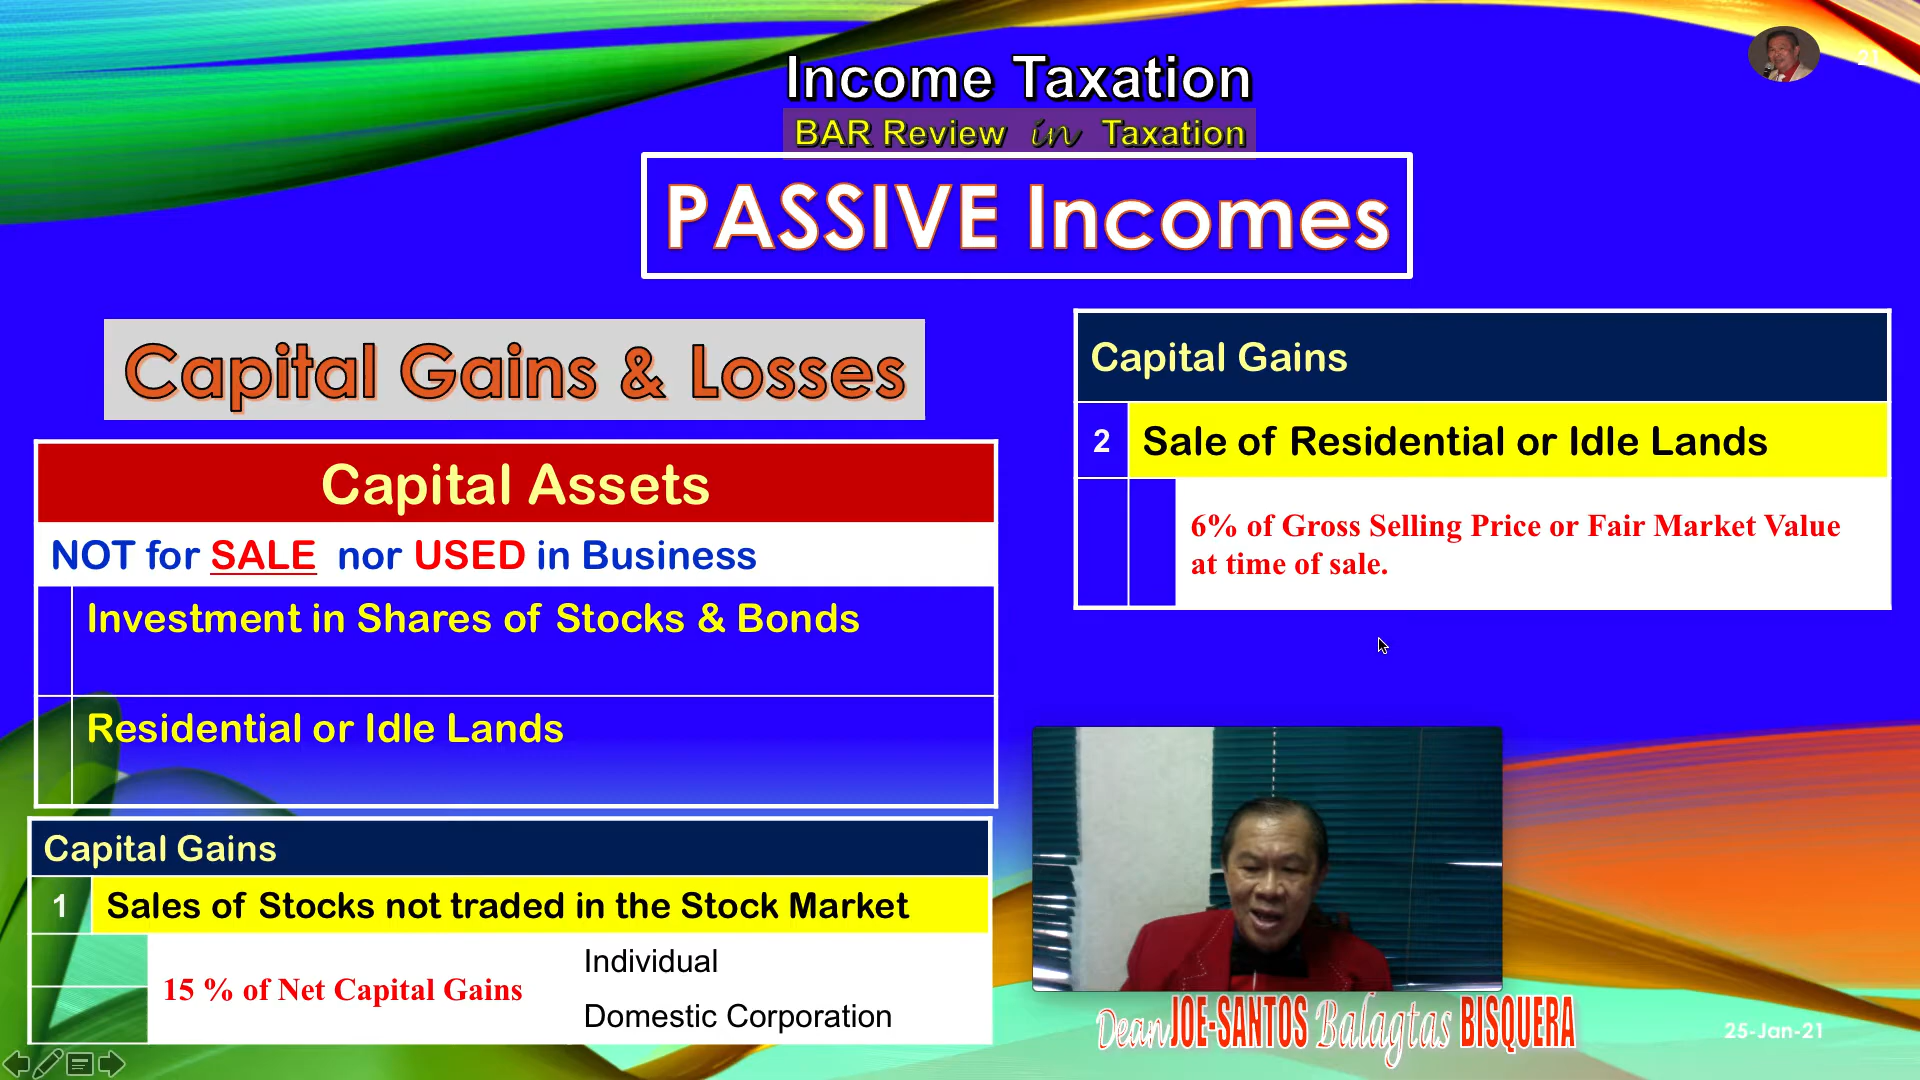 Income Taxation
BAR Review in Taxation
21
PASSIVE Incomes
Capital Gains & Losses
Capital Assets
NOT for SALE nor USED in Business
Investment in Shares of Stocks & Bonds
Residential or Idle Lands
Capital Gains
1 Sales of Stocks not traded in the Stock Market
15 % of Net Capital Gains
Individual
Domestic Corporation
Capital Gains
2 Sale of Residential or Idle Lands
6% of Gross Selling Price or Fair Market Value
at time of sale.
Dean JOE-SANTOS Balagtas BISQUERA
25-Jan-21